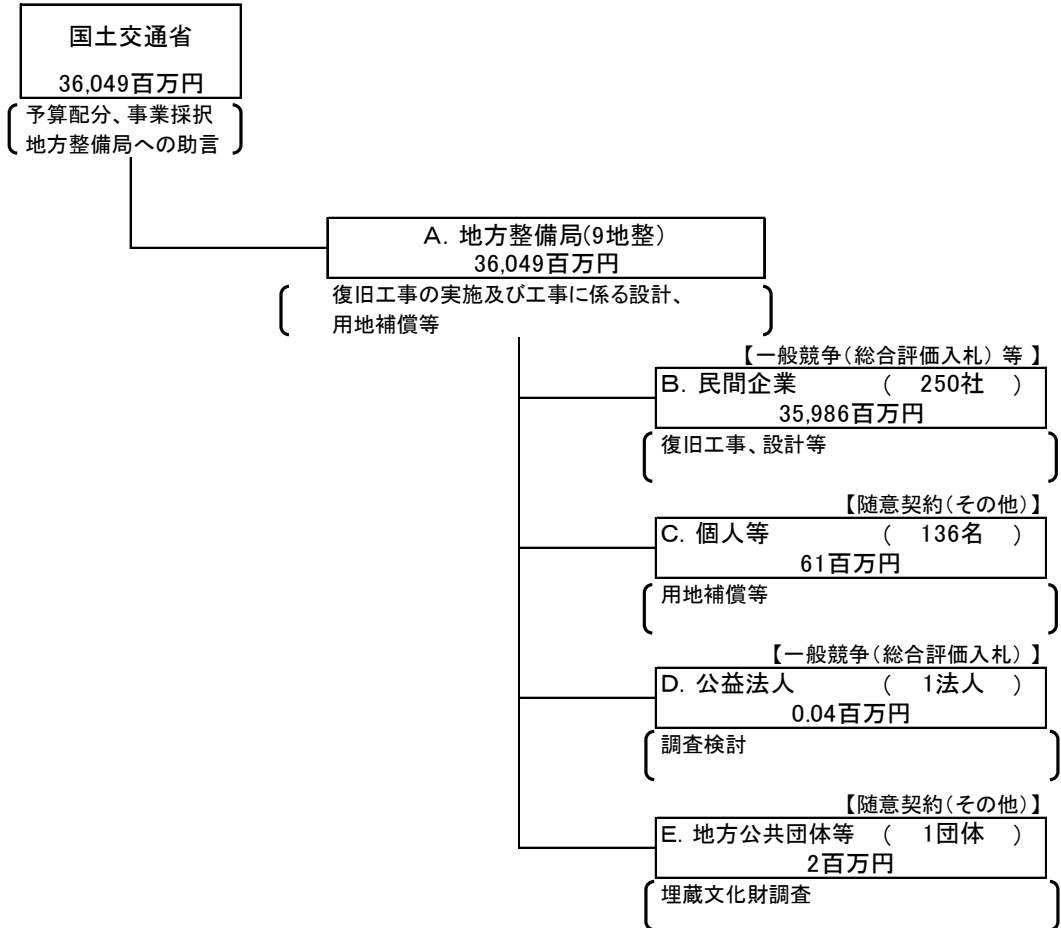 国土交通省
36,049百万円
予算配分、事業採択
地方整備局への助言
A. 地方整備局(9地整)
36,049百万円
復旧工事の実施及び工事に係る設計、
用地補償等
【一般競争(総合評価入札) 等 】
B. 民間企業 ( 250社 )
35,986百万円
復旧工事、設計等
【随意契約(その他)】
C. 個人等 ( 136名 )
61百万円
用地補償等
【一般競争(総合評価入札) 】
D. 公益法人 ( 1法人 )
0.04百万円
調査検討
【随意契約(その他)】
E. 地方公共団体等 ( 1団体 )
2百万円
埋蔵文化財調査